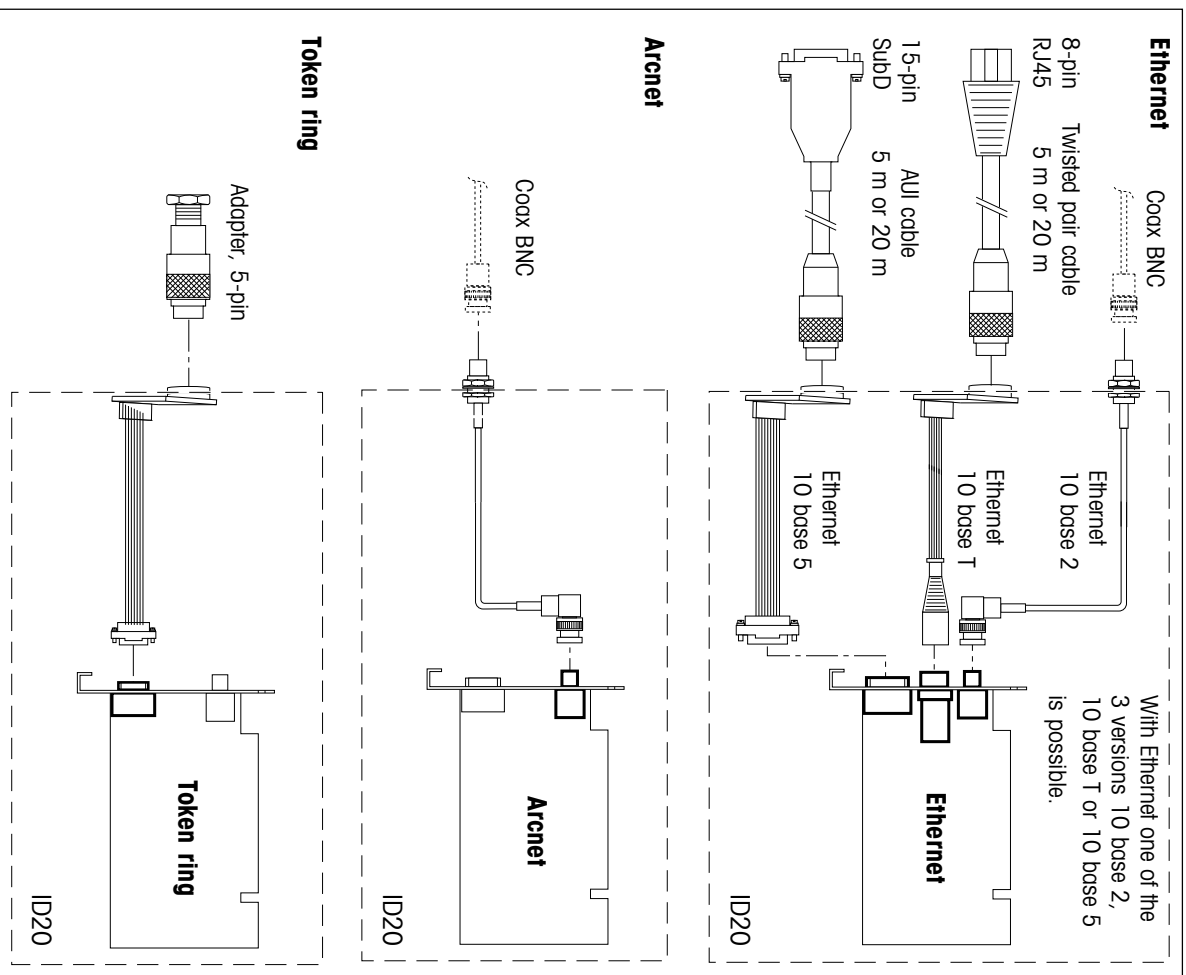 Ethernet
Coax BNC
8-pin
RJ45
Twisted pair cable
5 m or 20 m
15-pin
SubD
AUI cable
5 m or 20 m
Ethernet
10 base 2
Ethernet
10 base T
Ethernet
10 base 5
With Ethernet one of the
3 versions 10 base 2,
10 base T or 10 base 5
is possible.
Ethernet
ID20
Arcnet
Coax BNC
Arcnet
ID20
Token ring
Adapter, 5-pin
Token ring
ID20